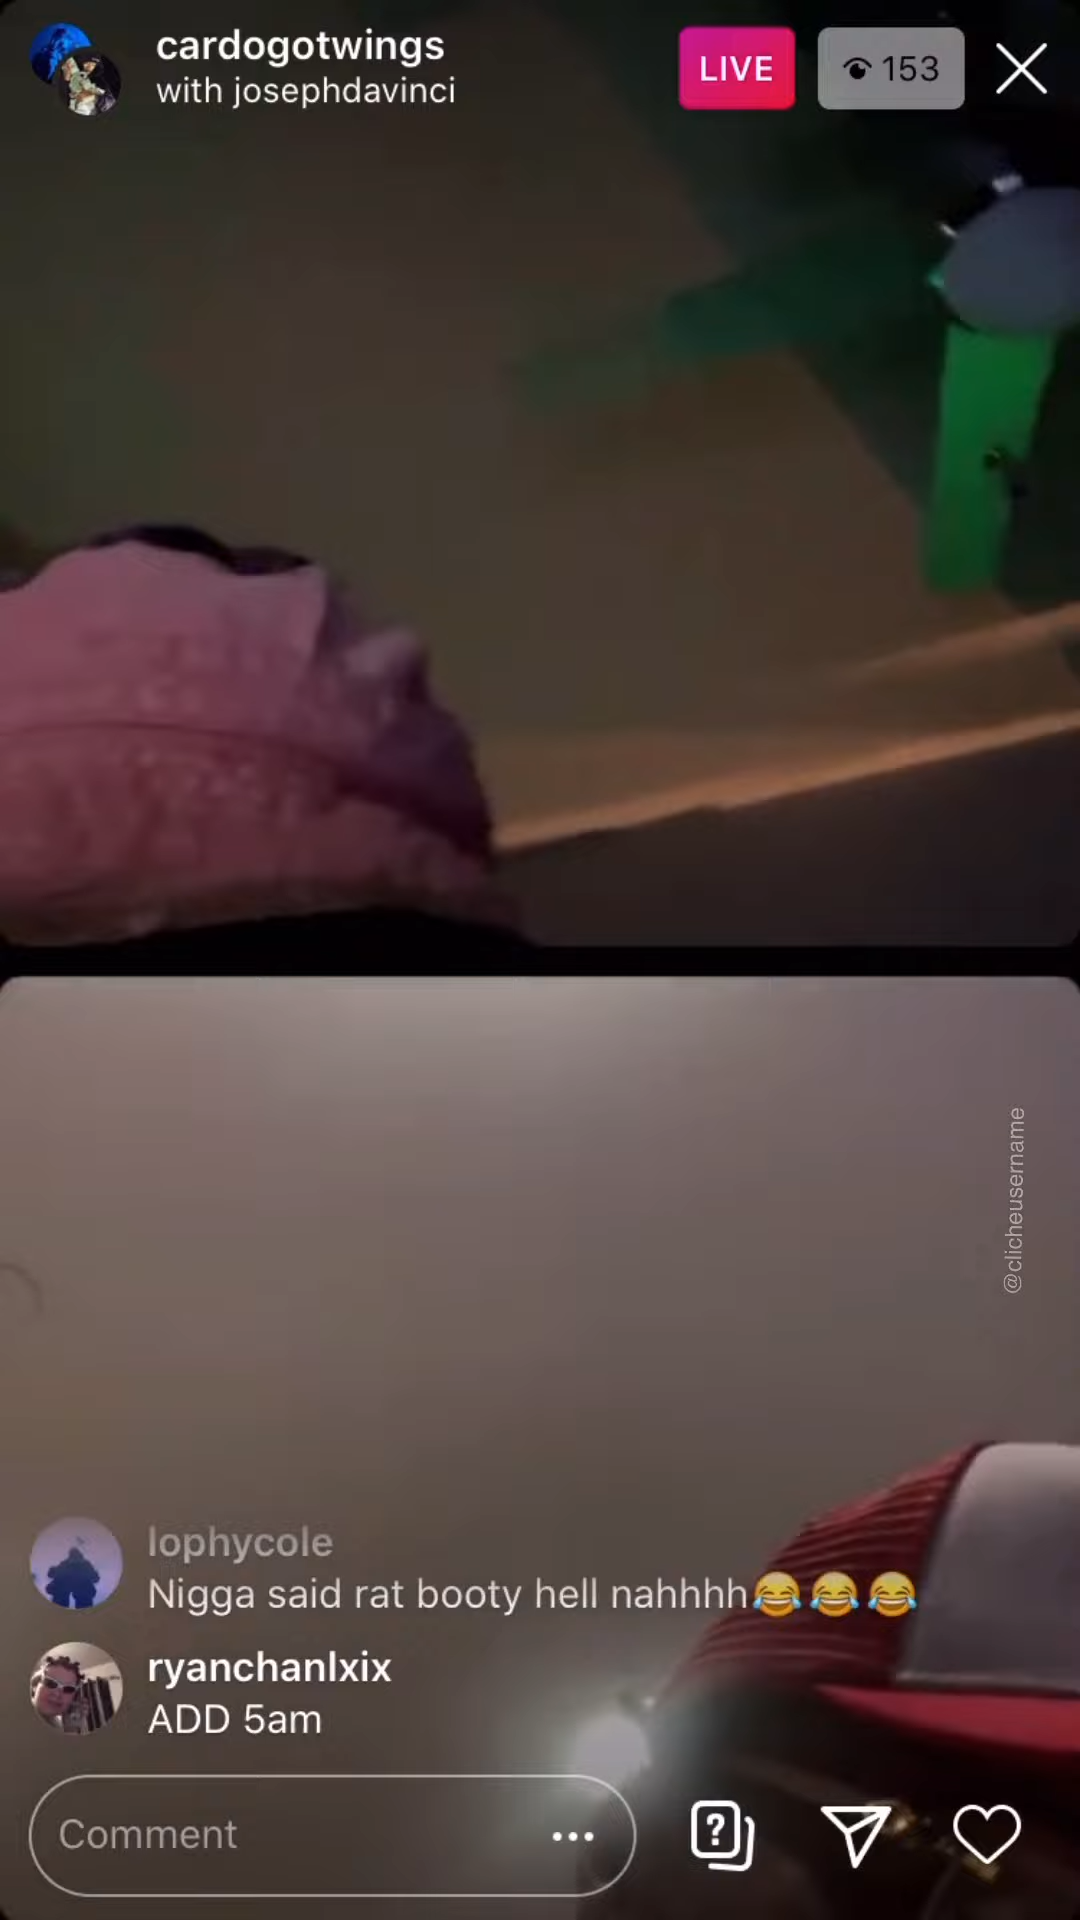 cardogotwings
with josephdavinci
LIVE
153
@clicheusername
lophycole
Nigga said rat booty hell nahhhh😂😂😂
ryanchanlxix
ADD 5am
Comment